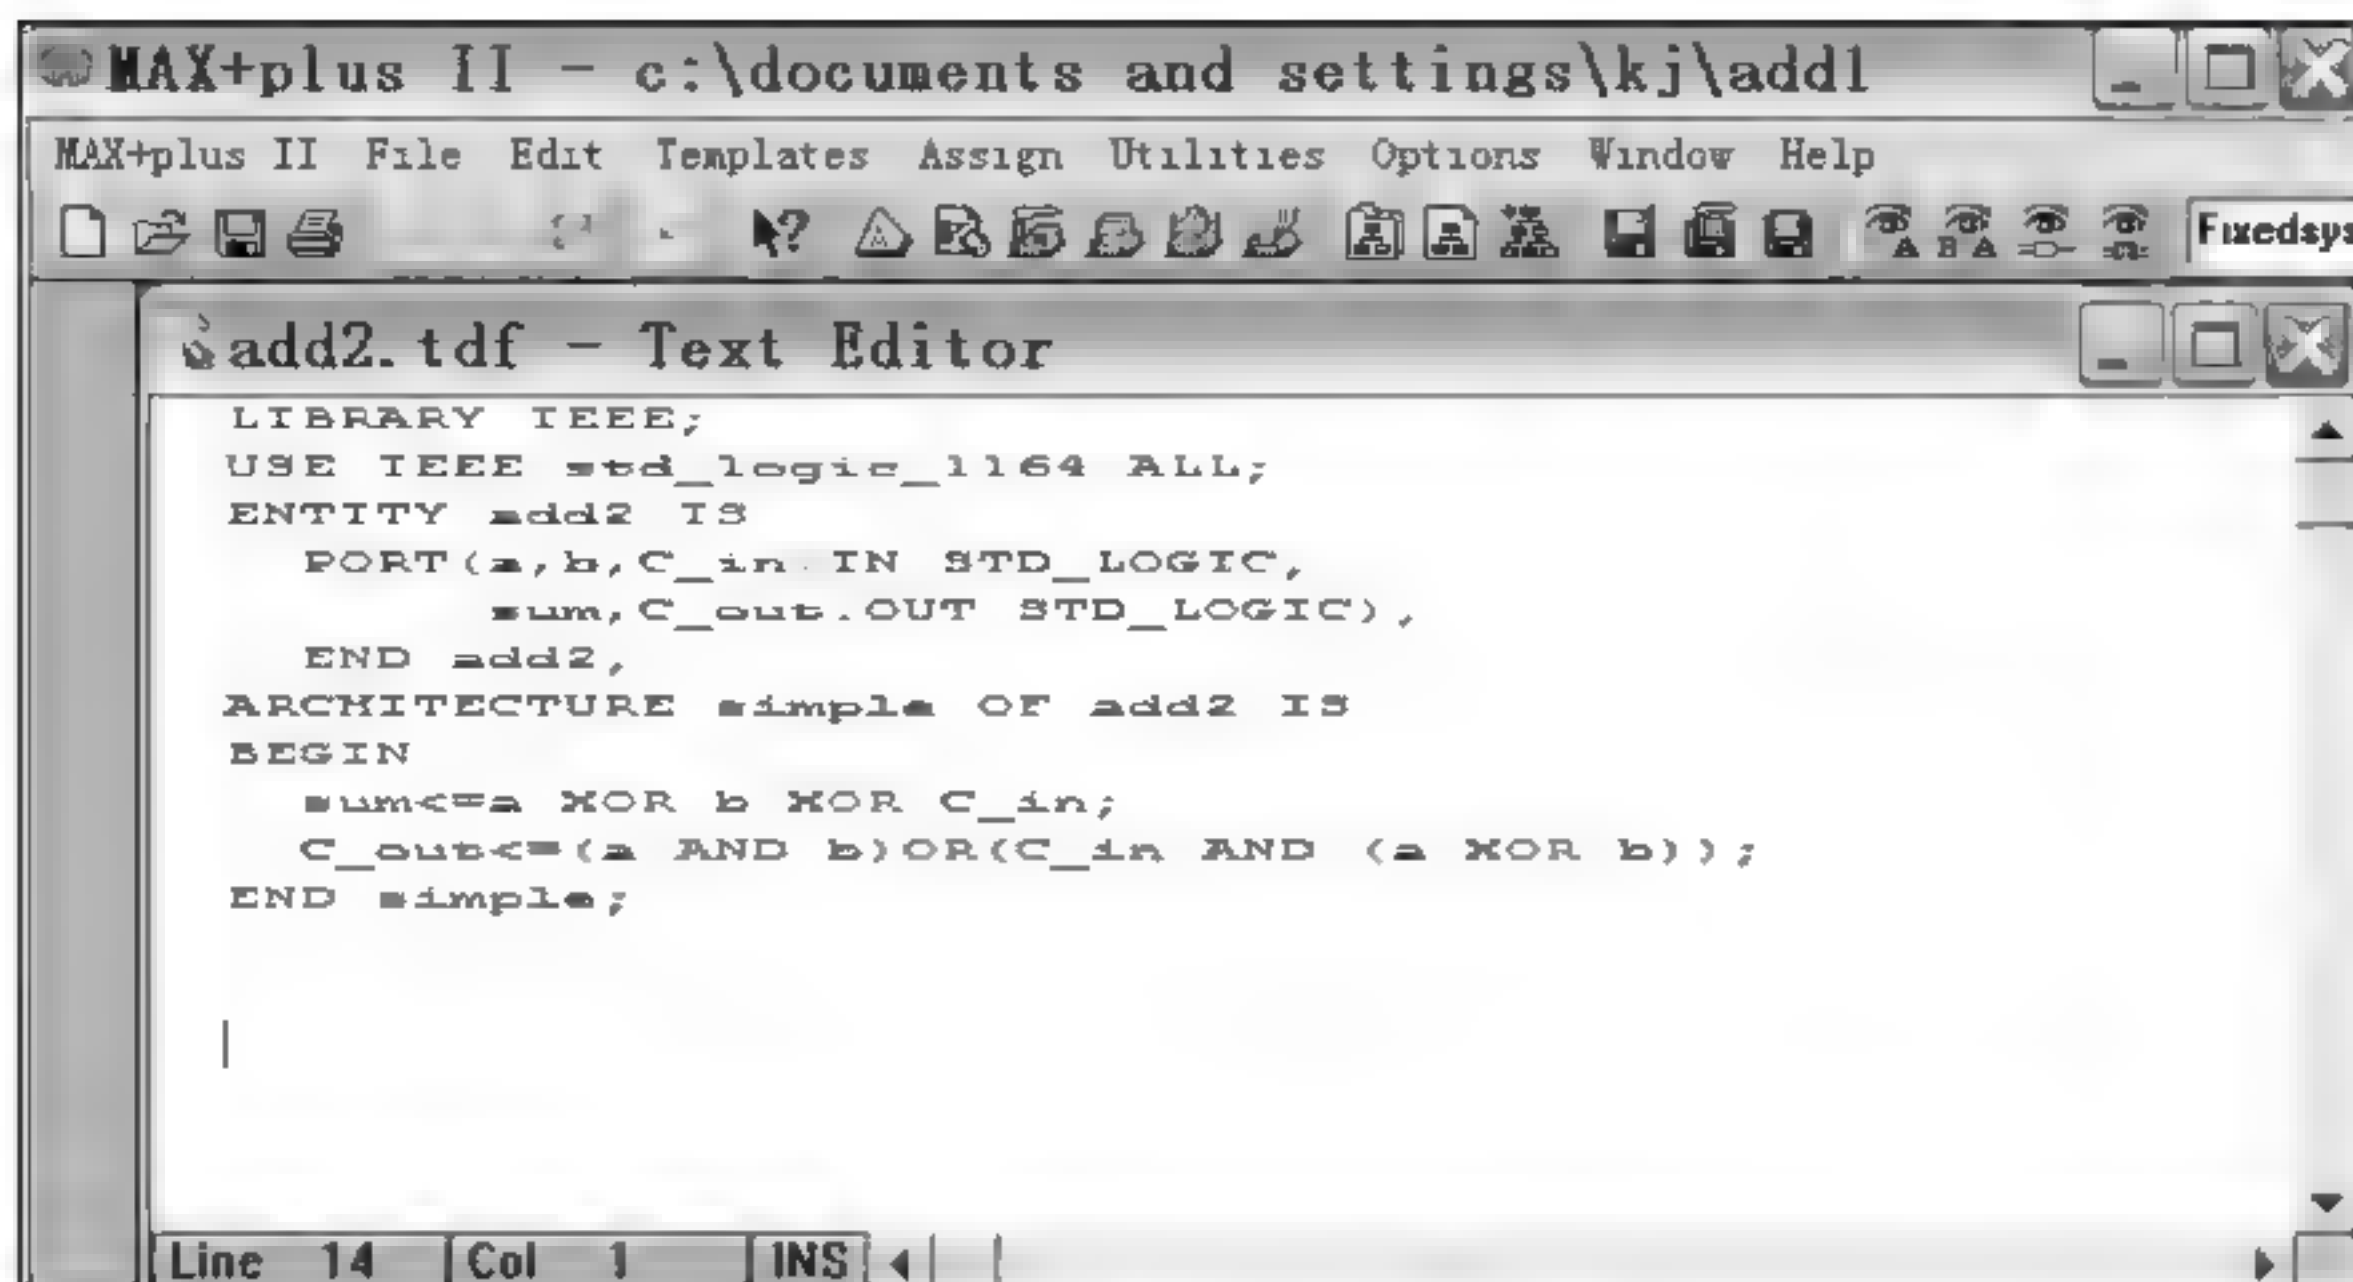 MAX+plus II - c:\documents and settings\kj\add1
MAX+plus II File Edit Templates Assign Utilities Options Window Help
Fixedsys
add2.tdf - Text Editor
LIBRARY IEEE;
USE IEEE std_logic_1164 ALL;
ENTITY add2 IS
PORT(a,b,C_in IN STD_LOGIC,
sum,C_out.OUT STD_LOGIC),
END add2,
ARCHITECTURE simple OF add2 IS
BEGIN
sum<=a XOR b XOR C_in;
C_out<=(a AND b)OR(C_in AND (a XOR b));
END simple;
Line 14 Col 1 INS